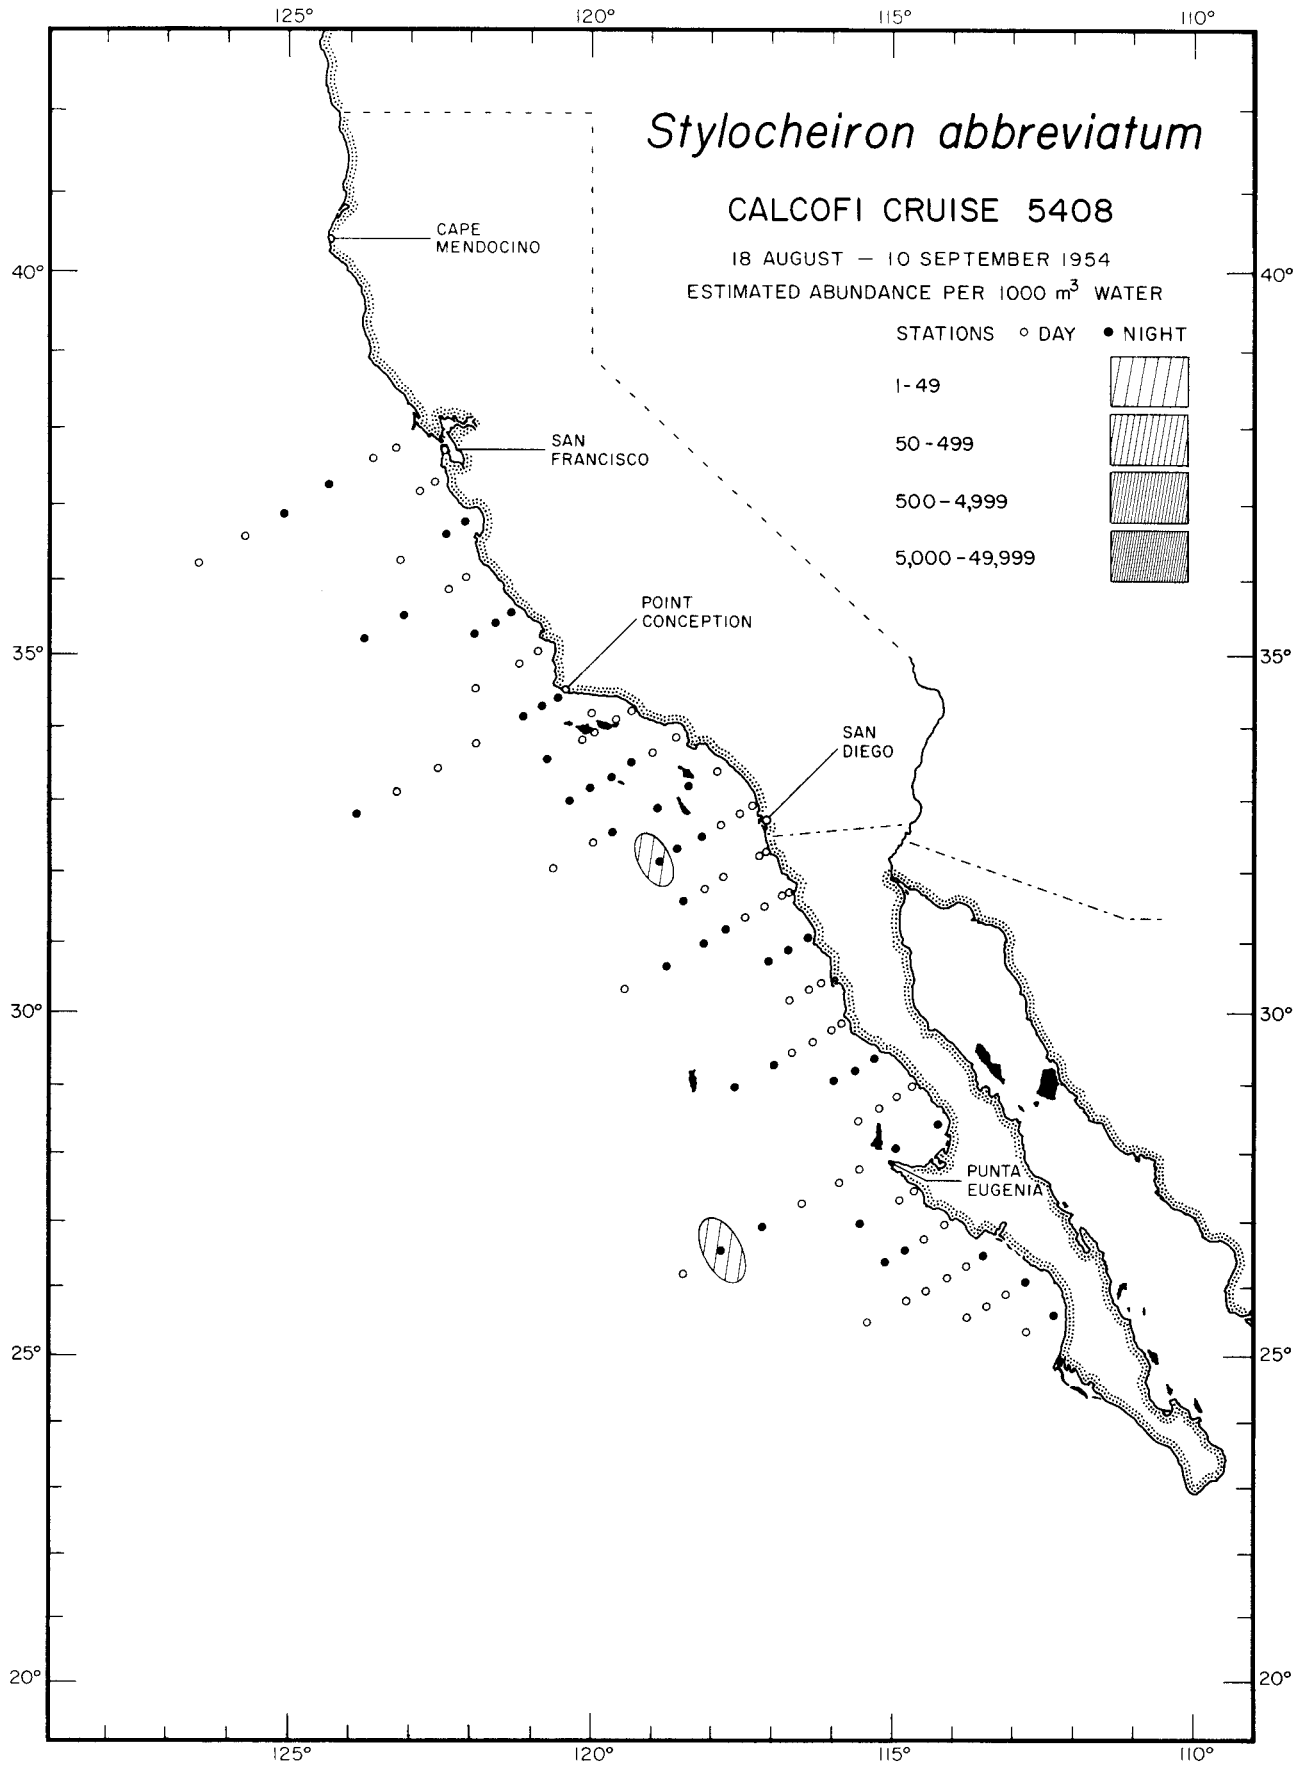 125°
120°
115°
110°
Stylocheiron abbreviatum
CALCOFI CRUISE 5408
18 AUGUST — 10 SEPTEMBER 1954
ESTIMATED ABUNDANCE PER 1000 m³ WATER
STATIONS ○ DAY ● NIGHT
1-49
50-499
500-4,999
5,000-49,999
CAPE
MENDOCINO
40°
40°
SAN
FRANCISCO
POINT
CONCEPTION
35°
35°
SAN
DIEGO
30°
30°
PUNTA
EUGENIA
25°
25°
20°
20°
125°
120°
115°
110°